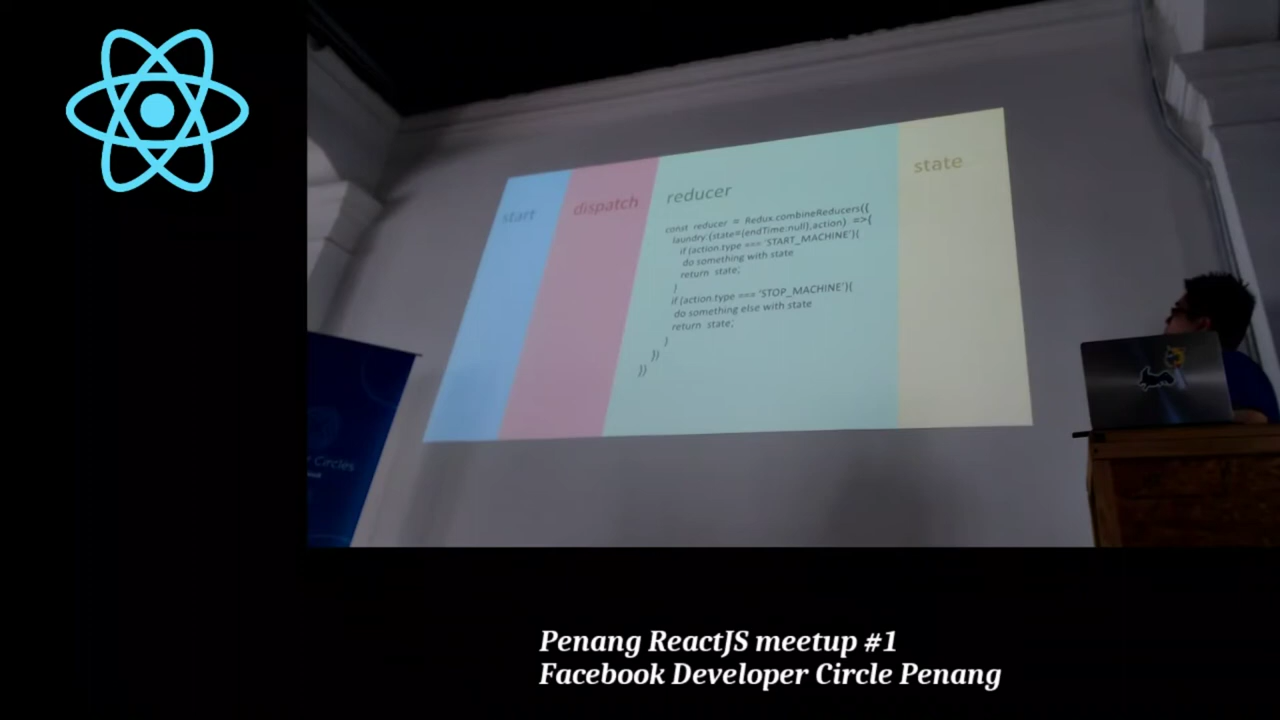 start
dispatch
reducer
state
const reducer = Redux.combineReducers({
laundry:(state={endTime:null},action) =>{
if (action.type === 'START_MACHINE'){
do something with state
return state;
}
if (action.type === 'STOP_MACHINE'){
do something else with state
return state;
}
})
})
Circles
Penang ReactJS meetup #1
Facebook Developer Circle Penang